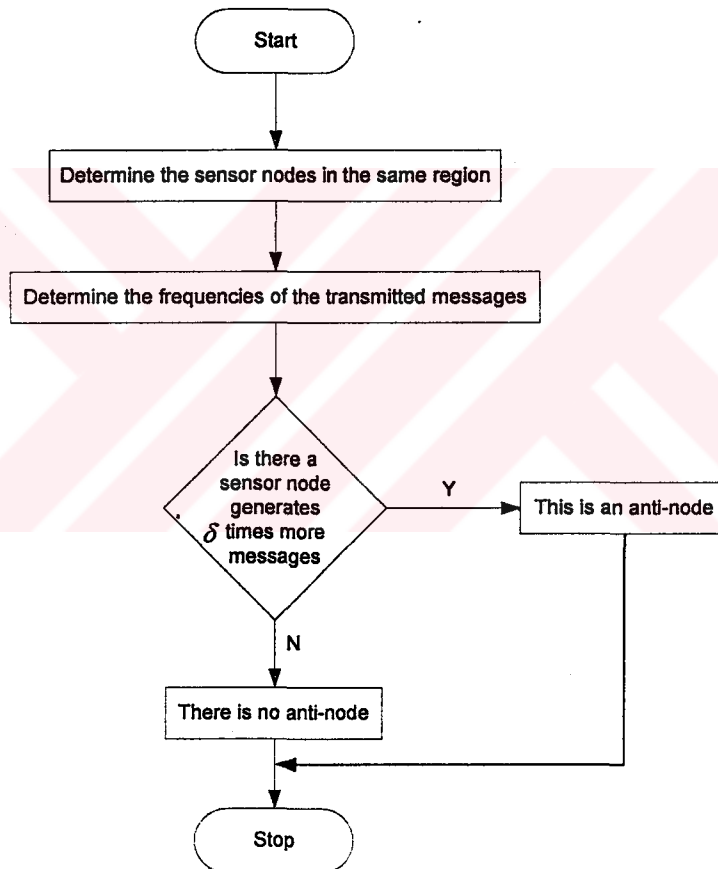 Start
Determine the sensor nodes in the same region
Determine the frequencies of the transmitted messages
Is there a
sensor node
generates
δ times more
messages
Y
This is an anti-node
N
There is no anti-node
Stop